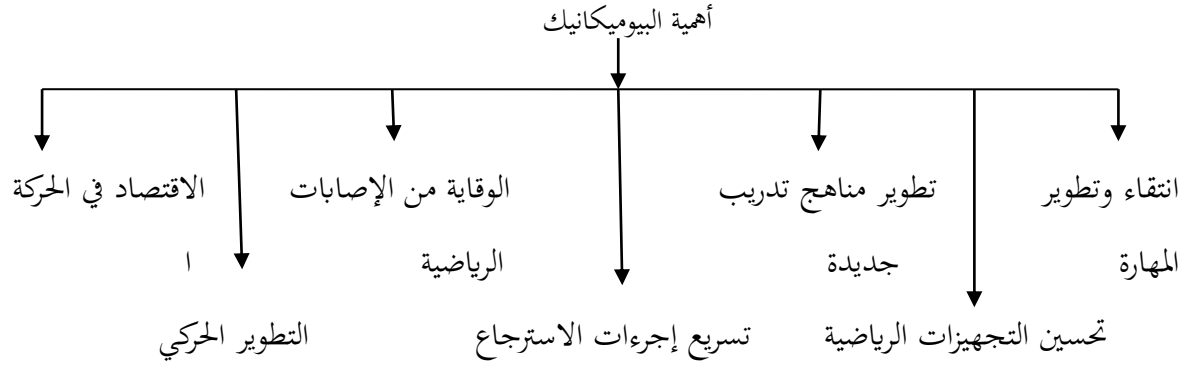 أهمية البيوميكانيك
انتقاء وتطوير تطوير مناهج تدريب الوقاية من الإصابات الاقتصاد في الحركة
المهارة جديدة الرياضية ا
تحسين التجهيزات الرياضية تسريع إجرءات الاسترجاع التطوير الحركي